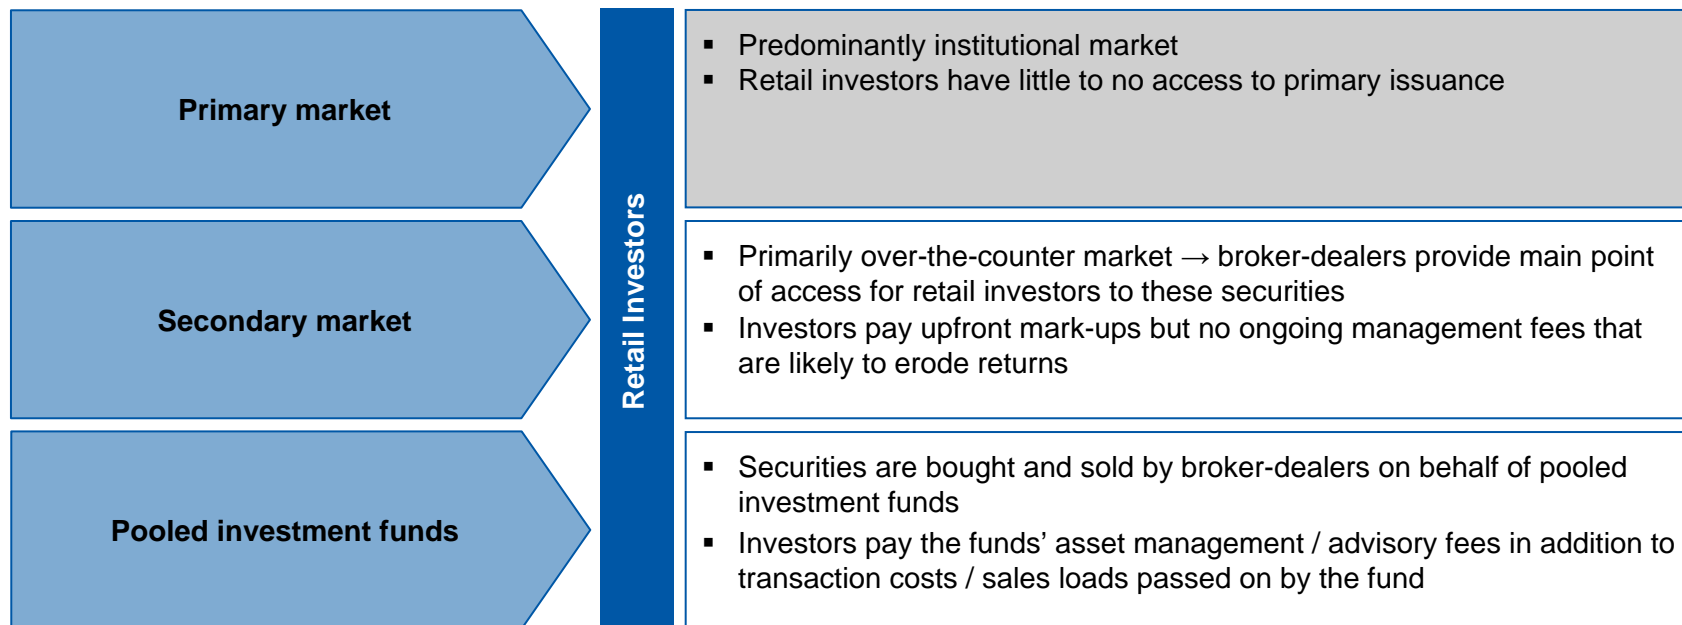 Primary market
▪ Predominantly institutional market
▪ Retail investors have little to no access to primary issuance
Retail Investors
Secondary market
▪ Primarily over-the-counter market → broker-dealers provide main point
of access for retail investors to these securities
▪ Investors pay upfront mark-ups but no ongoing management fees that
are likely to erode returns
Pooled investment funds
▪ Securities are bought and sold by broker-dealers on behalf of pooled
investment funds
▪ Investors pay the funds’ asset management / advisory fees in addition to
transaction costs / sales loads passed on by the fund